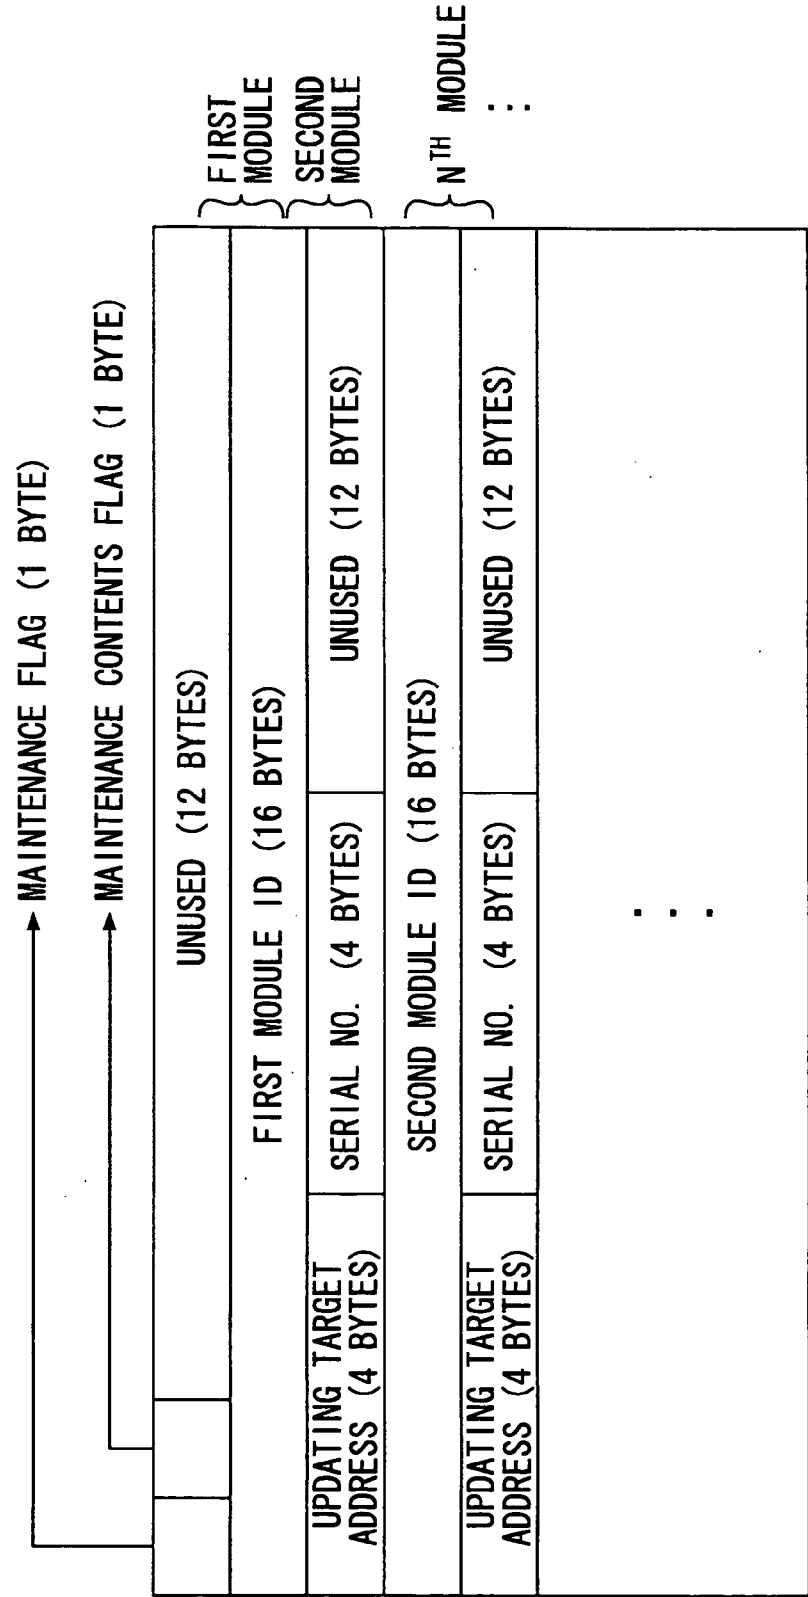 MAINTENANCE FLAG (1 BYTE)
MAINTENANCE CONTENTS FLAG (1 BYTE)
UNUSED (12 BYTES)
FIRST MODULE ID (16 BYTES)
UPDATING TARGET
ADDRESS (4 BYTES)
SERIAL NO. (4 BYTES)
UNUSED (12 BYTES)
SECOND MODULE ID (16 BYTES)
UPDATING TARGET
ADDRESS (4 BYTES)
SERIAL NO. (4 BYTES)
UNUSED (12 BYTES)
. . .
FIRST
MODULE
SECOND
MODULE
NTH MODULE